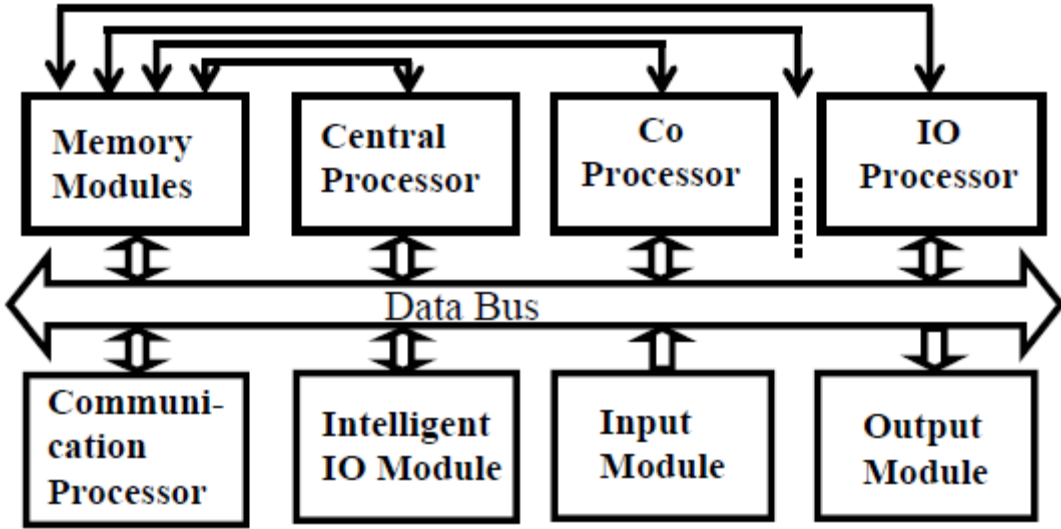 Memory
Modules
Central
Processor
Co
Processor
IO
Processor
Data Bus
Communi-
cation
Processor
Intelligent
IO Module
Input
Module
Output
Module